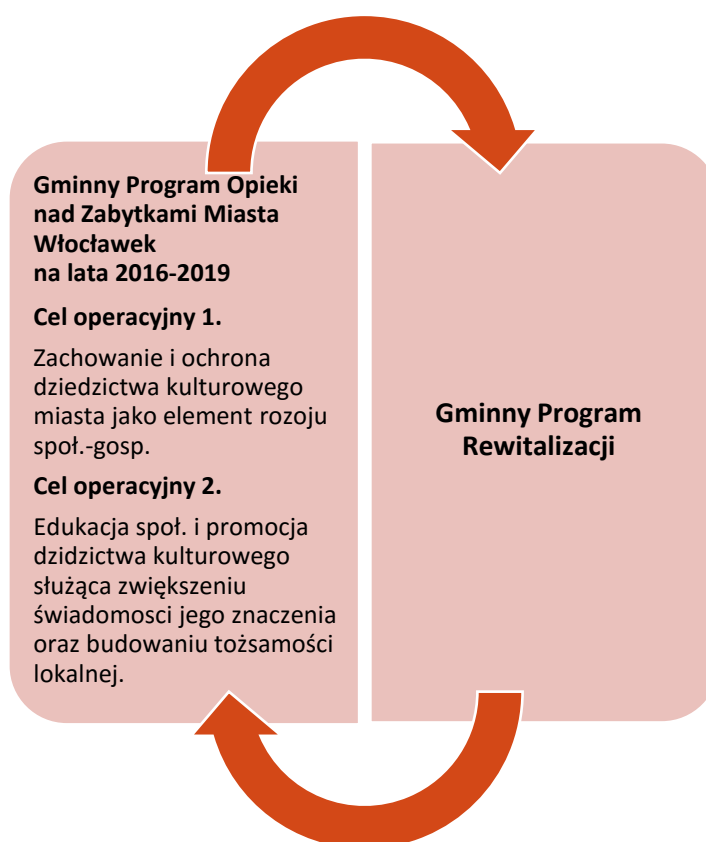 Gminny Program Opieki
nad Zabytkami Miasta
Włocławek
na lata 2016-2019
Cel operacyjny 1.
Zachowanie i ochrona
dziedzictwa kulturowego
miasta jako element rozoju
społ.-gosp.
Cel operacyjny 2.
Edukacja społ. i promocja
dzidzictwa kulturowego
służąca zwiększeniu
świadomosci jego znaczenia
oraz budowaniu tożsamości
lokalnej.
Gminny Program
Rewitalizacji